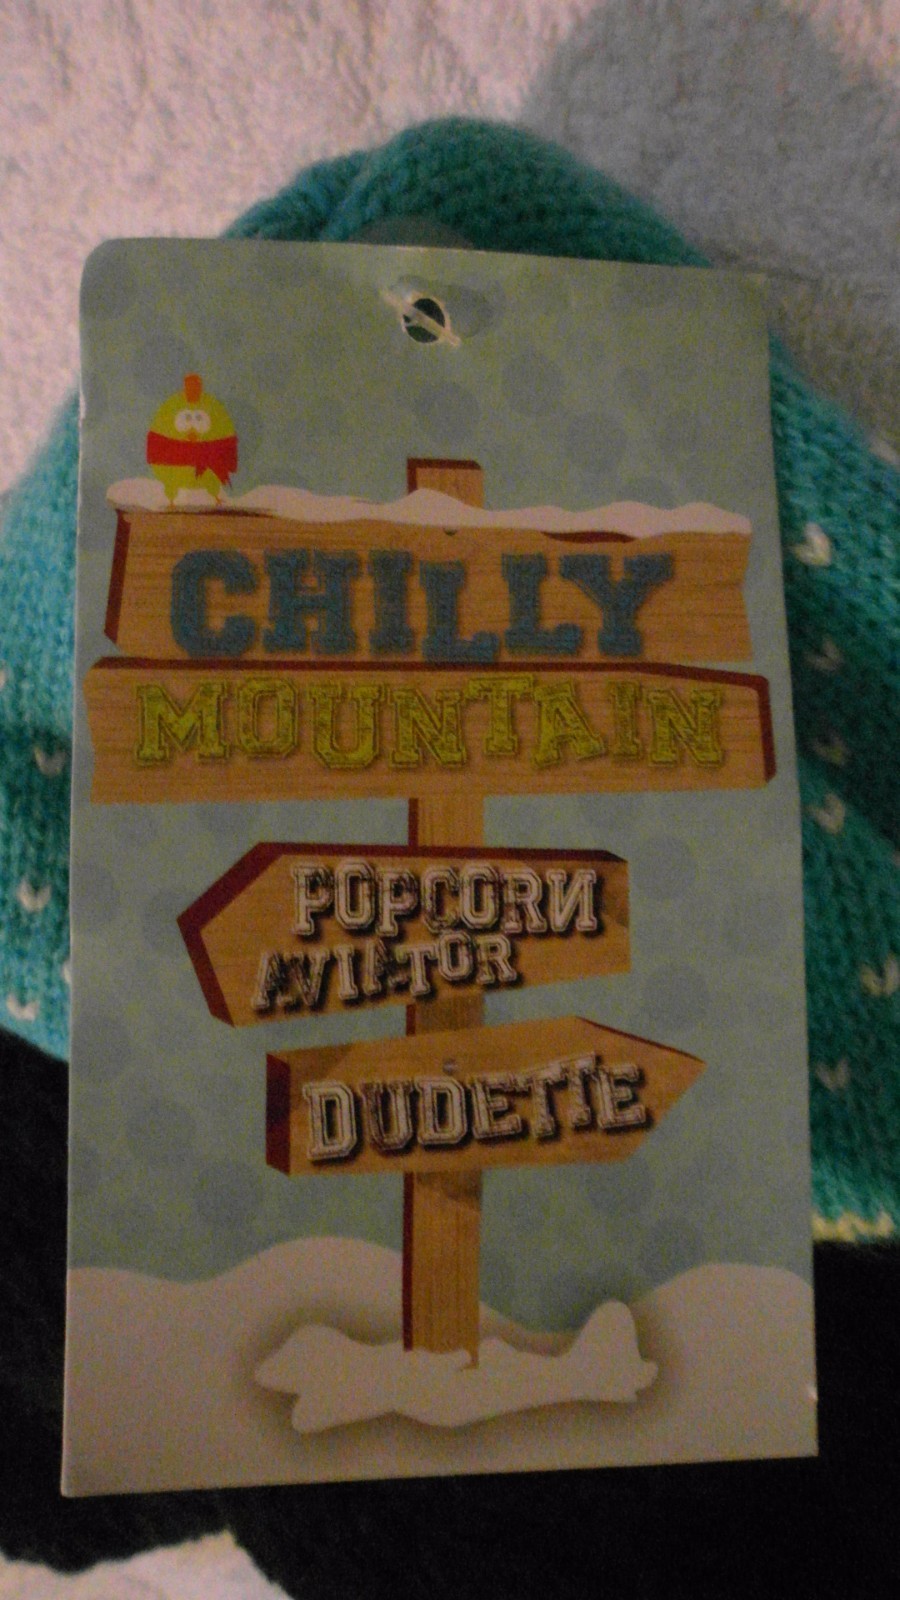 CHILLY
MOUNTAIN
POPCORN
AVIATOR
DUDETTE